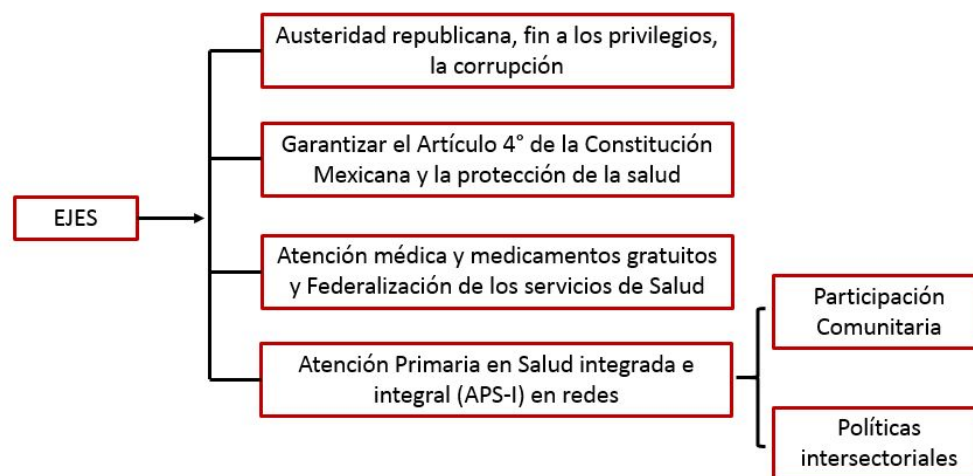 Austeridad republicana, fin a los privilegios,
la corrupción
Garantizar el Artículo 4° de la Constitución
Mexicana y la protección de la salud
EJES
Atención médica y medicamentos gratuitos
y Federalización de los servicios de Salud
Atención Primaria en Salud integrada e
integral (APS-I) en redes
Participación
Comunitaria
Políticas
intersectoriales